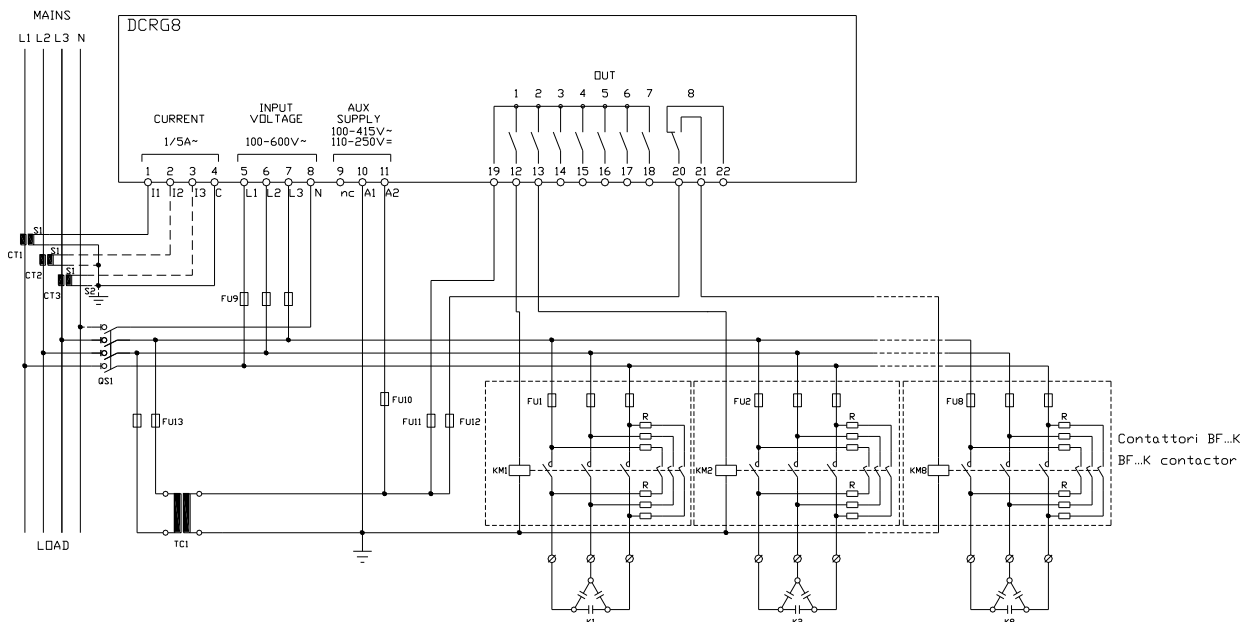 MAINS
L1 L2 L3 N
DCRG8
OUT
1 2 3 4 5 6 7 8
CURRENT
1/5A~
INPUT
VOLTAGE
100-600V~
AUX
SUPPLY
100-415V~
110-250V=
1 2 3 4 5 6 7 8 9 10 11 19 12 13 14 15 16 17 18 20 21 22
I1 I2 I3 C L1 L2 L3 N nc A1 A2
S1
CT1
S1
CT2
S1
CT3
S2
FU9
QS1
FU13
FU10
FU11
FU12
FU1
FU2
FU8
R
R
R
Contattori BF...K
BF...K contactor
KM1
KM2
KM8
R
R
R
TC1
LOAD
K1
K8